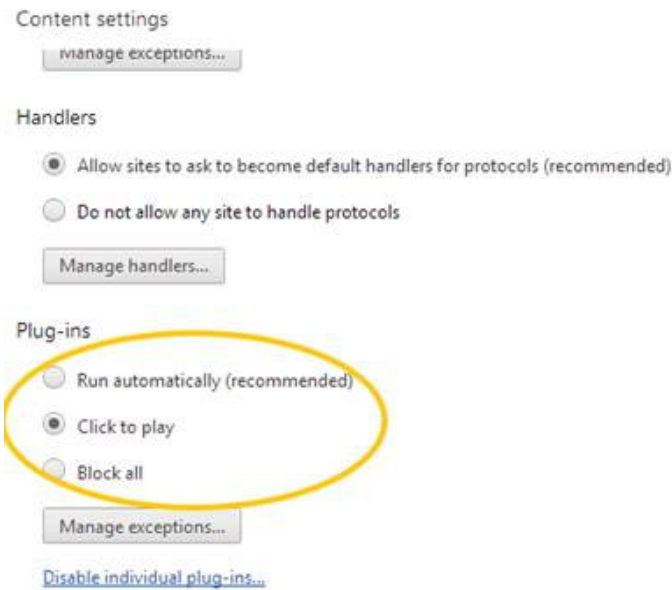 Content settings
Manage exceptions...
Handlers
Allow sites to ask to become default handlers for protocols (recommended)
Do not allow any site to handle protocols
Manage handlers...
Plug-ins
Run automatically (recommended)
Click to play
Block all
Manage exceptions...
Disable individual plug-ins...